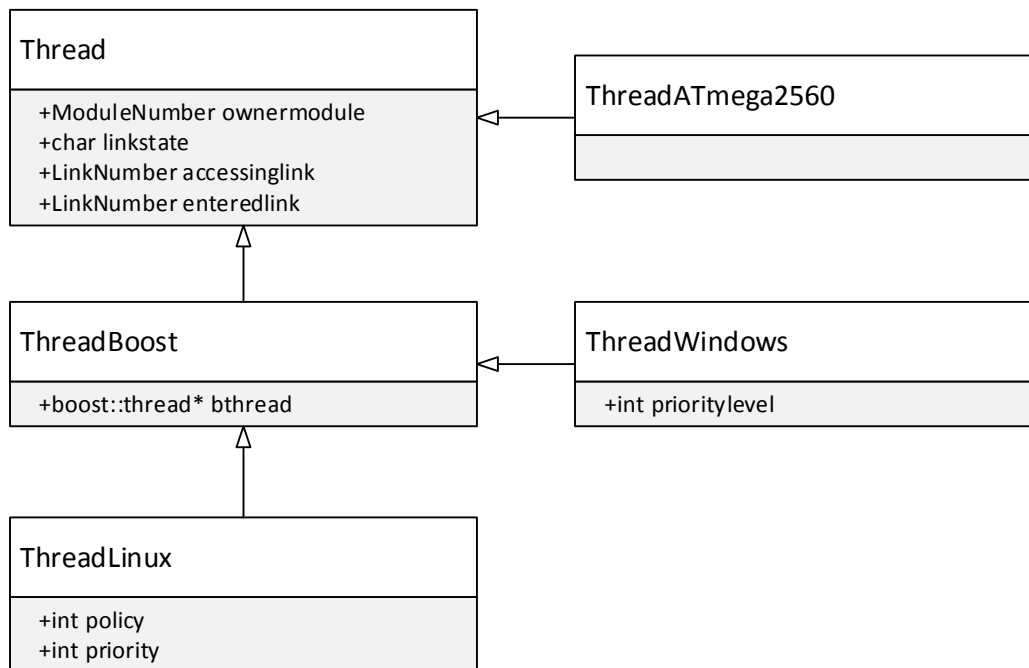 Thread
+ModuleNumber ownermodule
+char linkstate
+LinkNumber accessinglink
+LinkNumber enteredlink
ThreadATmega2560
ThreadBoost
+boost::thread* bthread
ThreadWindows
+int prioritylevel
ThreadLinux
+int policy
+int priority